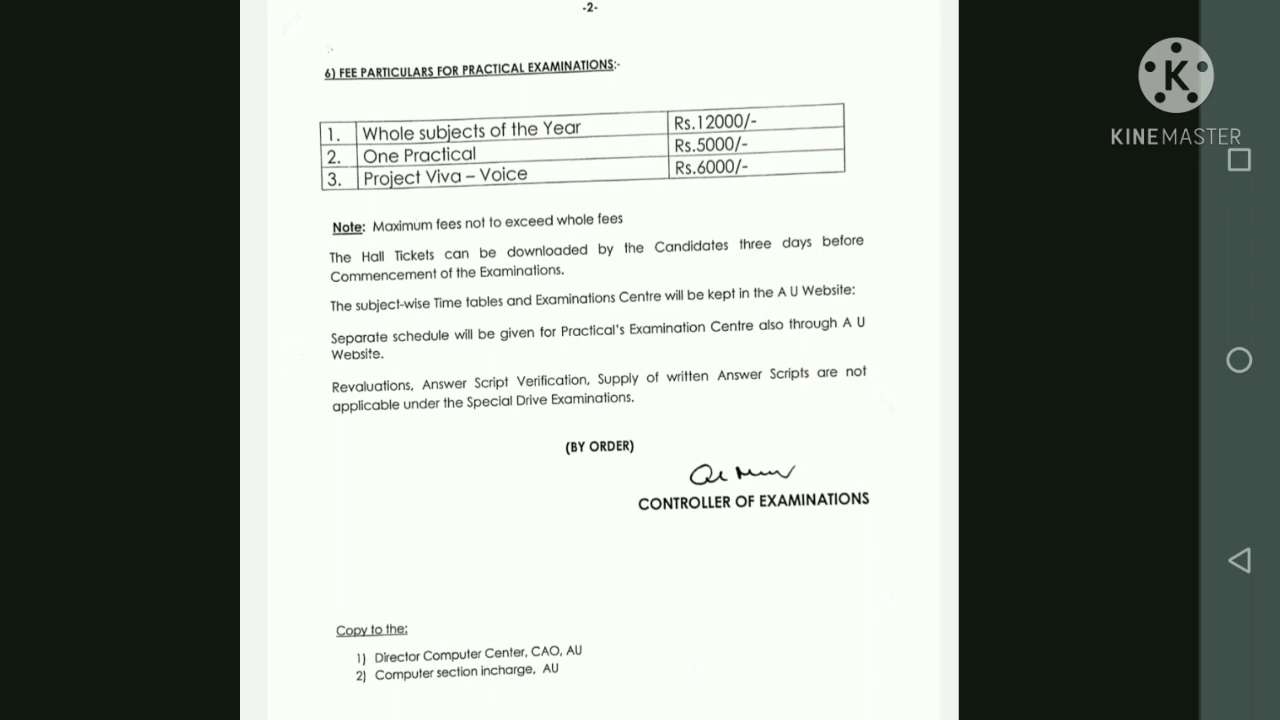 -2-
6) FEE PARTICULARS FOR PRACTICAL EXAMINATIONS:-
1. Whole subjects of the Year Rs.12000/-
2. One Practical Rs.5000/-
3. Project Viva – Voice Rs.6000/-
Note: Maximum fees not to exceed whole fees
The Hall Tickets can be downloaded by the Candidates three days before
Commencement of the Examinations.
The subject-wise Time tables and Examinations Centre will be kept in the A U Website:
Separate schedule will be given for Practical's Examination Centre also through A U
Website.
Revaluations, Answer Script Verification, Supply of written Answer Scripts are not
applicable under the Special Drive Examinations.
(BY ORDER)
CONTROLLER OF EXAMINATIONS
Copy to the:
1) Director Computer Center, CAO, AU
2) Computer section incharge, AU
K
KINEMASTER